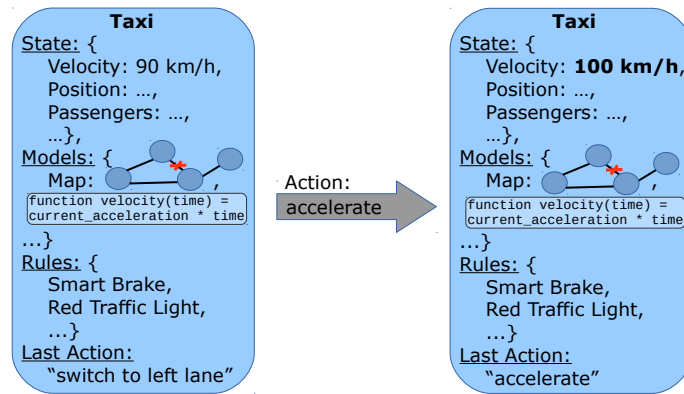 Taxi
State: {
Velocity: 90 km/h,
Position: ...,
Passengers: ...,
...},
Models: {
Map: ,
function velocity(time) =
current_acceleration * time
...}
Rules: {
Smart Brake,
Red Traffic Light,
...}
Last Action:
“switch to left lane”
Action:
accelerate
Taxi
State: {
Velocity: 100 km/h,
Position: ...,
Passengers: ...,
...},
Models: {
Map: ,
function velocity(time) =
current_acceleration * time
...}
Rules: {
Smart Brake,
Red Traffic Light,
...}
Last Action:
“accelerate”